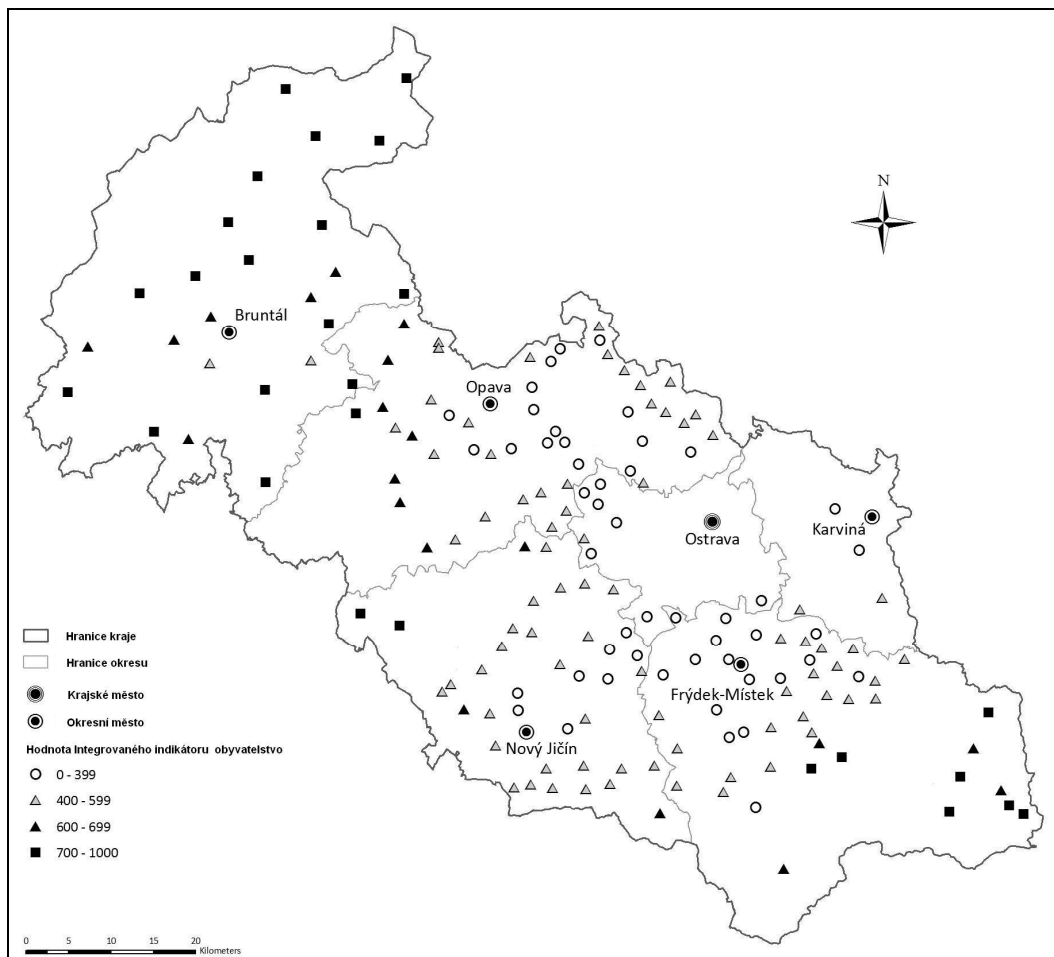 N
Bruntál
Opava
Ostrava
Karviná
Frýdek-Místek
Nový Jičín
Hranice kraje
Hranice okresu
Krajské město
Okresní město
Hodnota Integrovaného indikátoru obyvatelstvo
0 - 399
400 - 599
600 - 699
700 - 1000
0 5 10 15 20
Kilometers